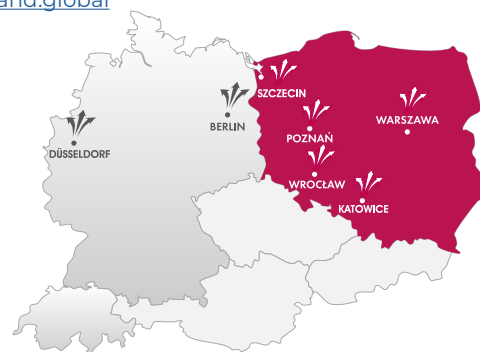 and.global
SZCZECIN
BERLIN
POZNAŃ
WARSZAWA
DÜSSELDORF
WROCŁAW
KATOWICE